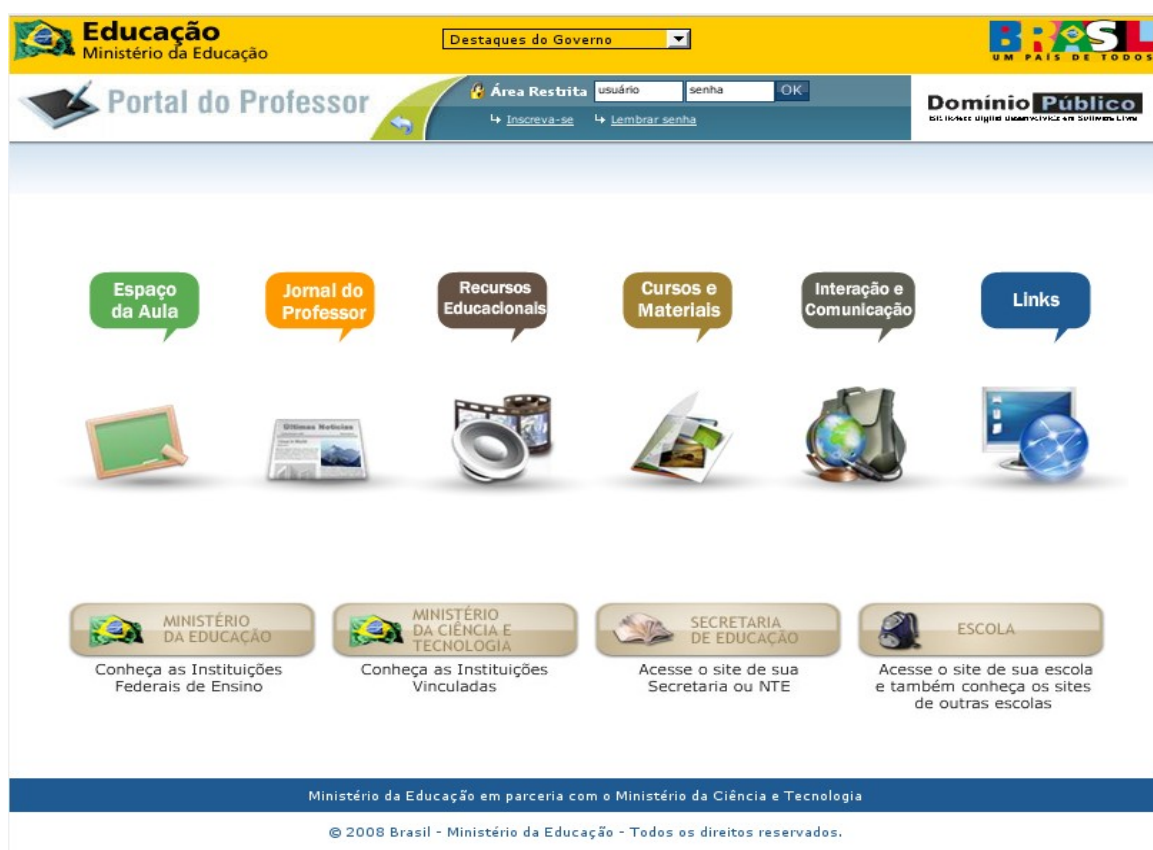 Educação
Ministério da Educação
Destaques do Governo
BRASIL
UM PAÍS DE TODOS
Portal do Professor
Área Restrita
usuário
senha
OK
Inscreva-se
Lembrar senha
Domínio Público
Espaço
da Aula
Jornal do
Professor
Recursos
Educacionais
Cursos e
Materiais
Interação e
Comunicação
Links
Últimas Notícias
MINISTÉRIO
DA EDUCAÇÃO
MINISTÉRIO
DA CIÊNCIA E
TECNOLOGIA
SECRETARIA
DE EDUCAÇÃO
ESCOLA
Conheça as Instituições
Federais de Ensino
Conheça as Instituições
Vinculadas
Acesse o site de sua
Secretaria ou NTE
Acesse o site de sua escola
e também conheça os sites
de outras escolas
Ministério da Educação em parceria com o Ministério da Ciência e Tecnologia
© 2008 Brasil - Ministério da Educação - Todos os direitos reservados.